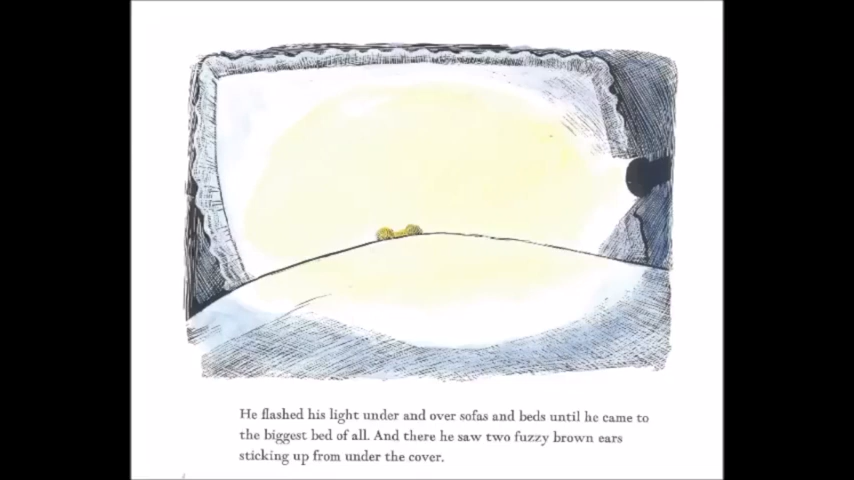 He flashed his light under and over sofas and beds until he came to
the biggest bed of all. And there he saw two fuzzy brown ears
sticking up from under the cover.